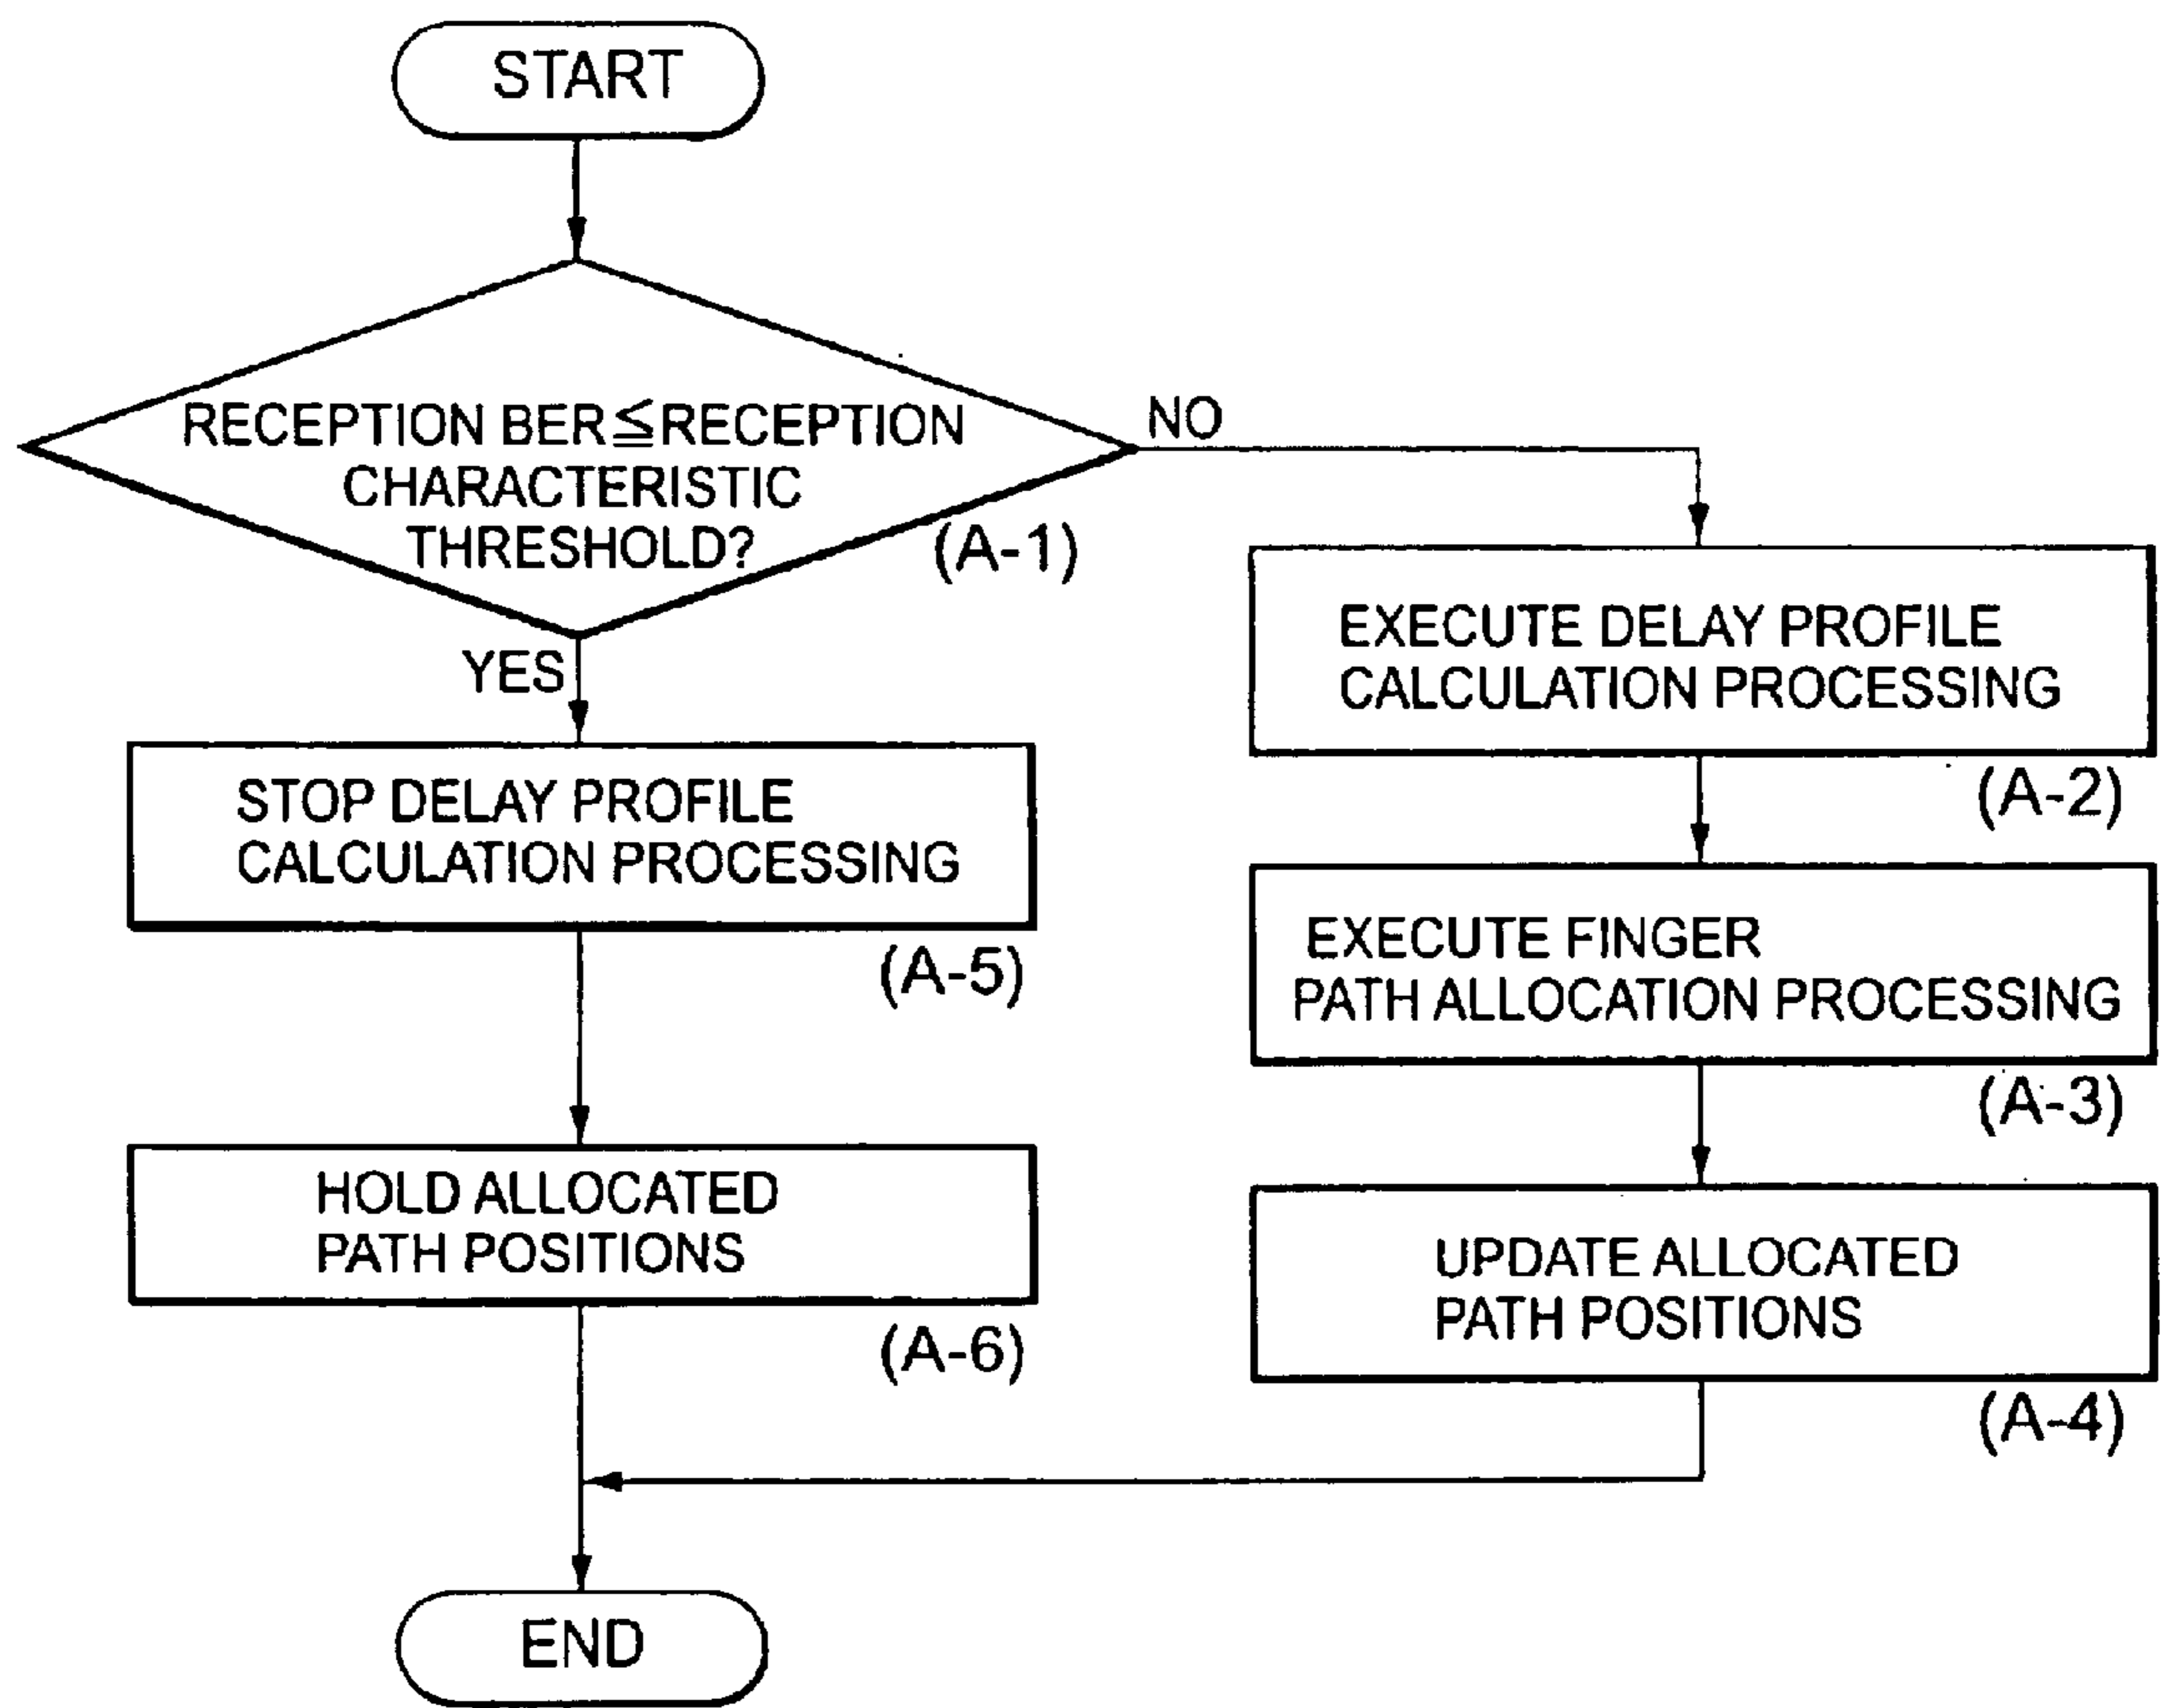 START
RECEPTION BER≦RECEPTION
CHARACTERISTIC
THRESHOLD?
(A-1)
NO
YES
EXECUTE DELAY PROFILE
CALCULATION PROCESSING
(A-2)
STOP DELAY PROFILE
CALCULATION PROCESSING
(A-5)
EXECUTE FINGER
PATH ALLOCATION PROCESSING
(A-3)
HOLD ALLOCATED
PATH POSITIONS
(A-6)
UPDATE ALLOCATED
PATH POSITIONS
(A-4)
END